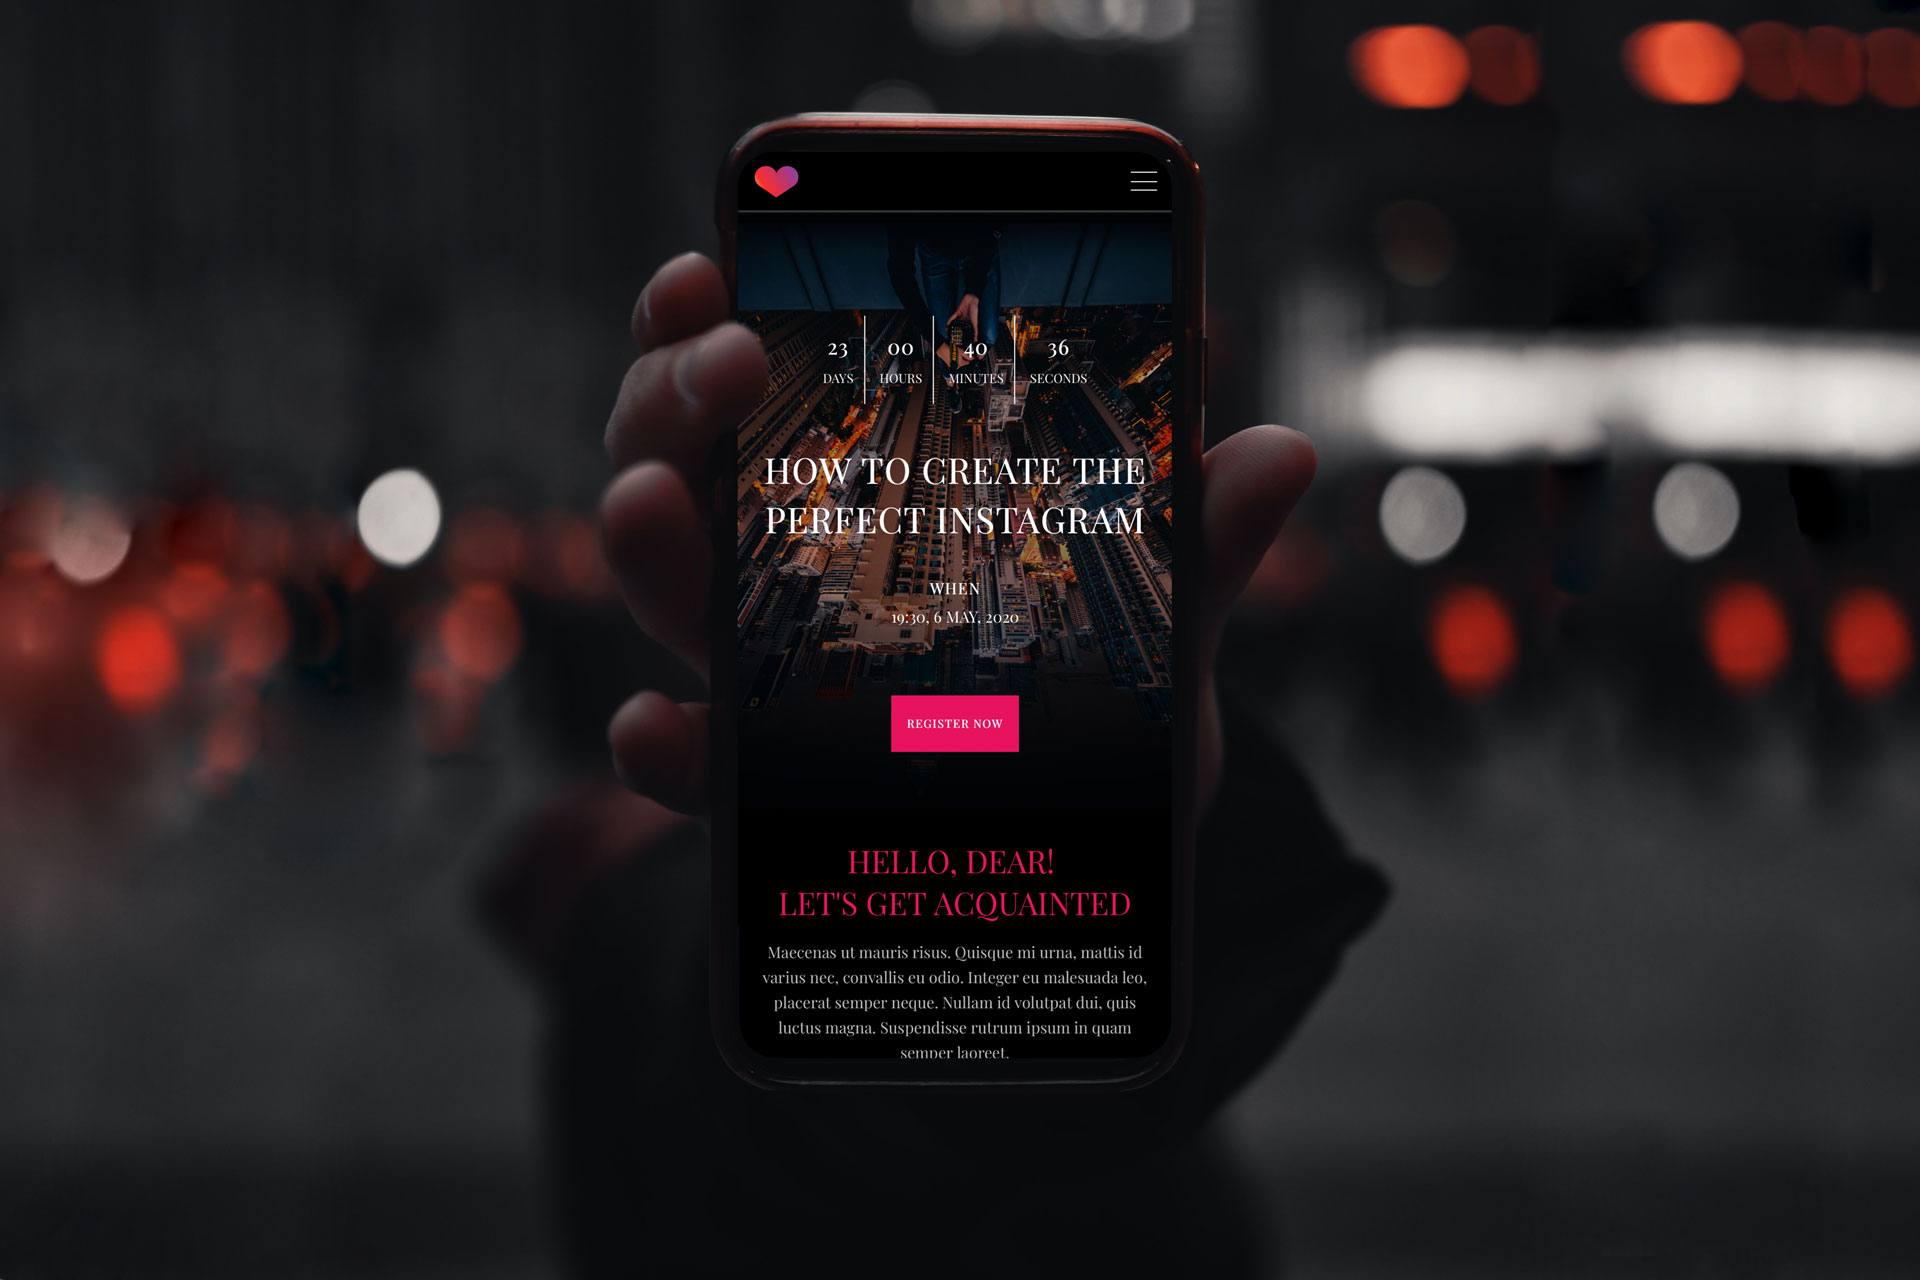 23 00 40 36
DAYS HOURS MINUTES SECONDS
HOW TO CREATE THE
PERFECT INSTAGRAM
WHEN
19:30, 6 MAY, 2020
REGISTER NOW
HELLO, DEAR!
LET'S GET ACQUAINTED
Maecenas ut mauris risus. Quisque mi urna, mattis id
varius nec, convallis eu odio. Integer eu malesuada leo,
placerat semper neque. Nullam id volutpat dui, quis
luctus magna. Suspendisse rutrum ipsum in quam
semper laoreet.